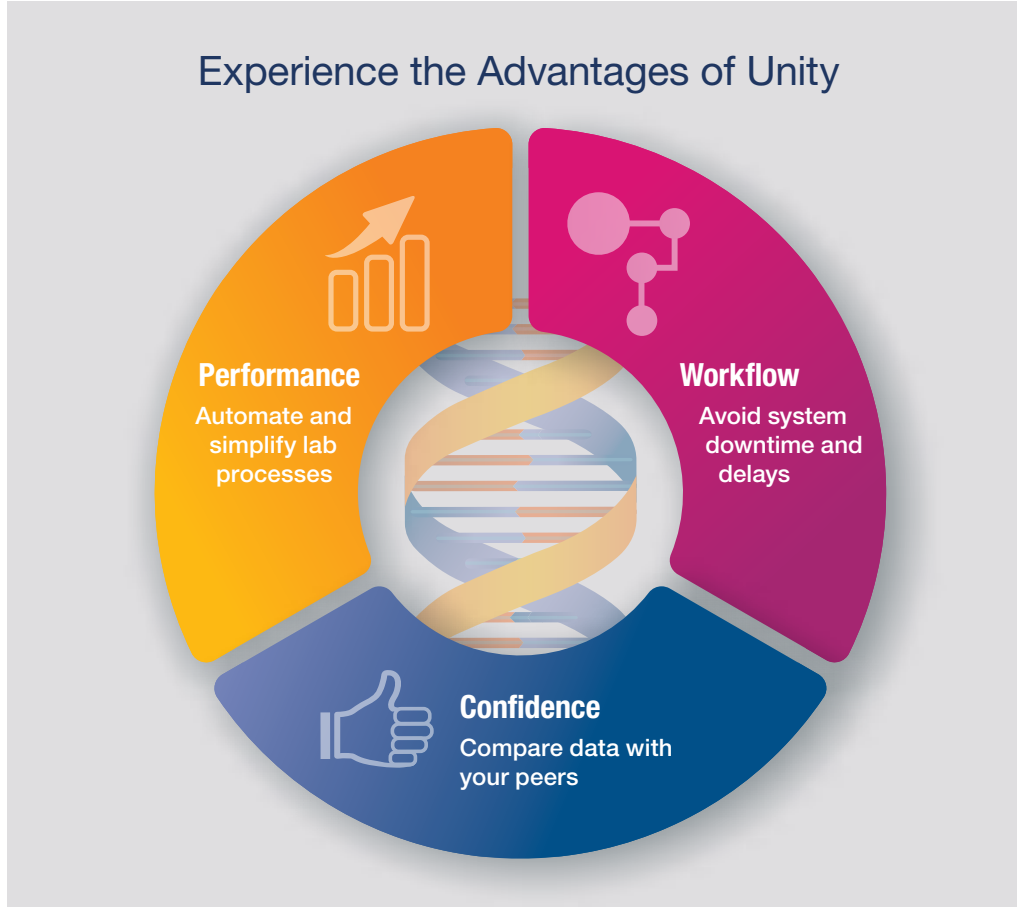 Experience the Advantages of Unity
Performance
Automate and
simplify lab
processes
Workflow
Avoid system
downtime and
delays
Confidence
Compare data with
your peers